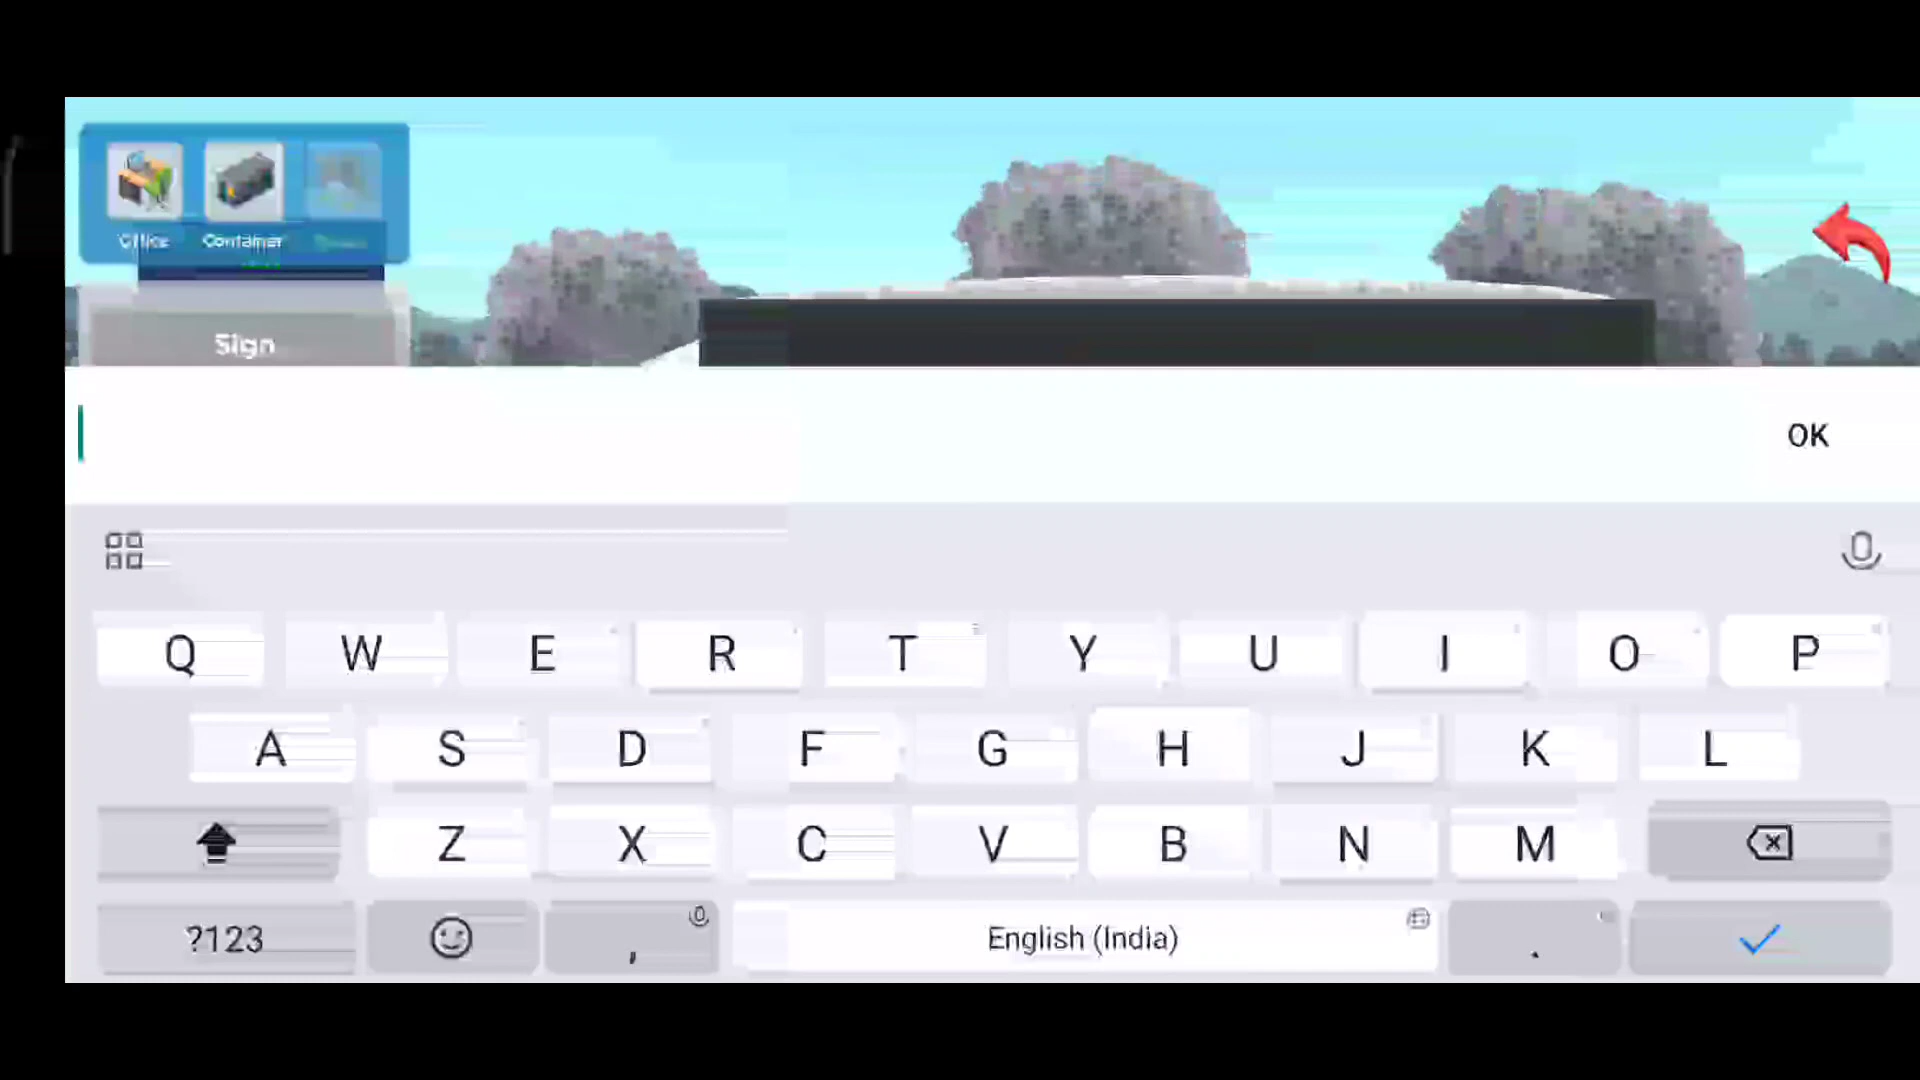 Office Container
Sign
OK
Q W E R T Y U I O P
A S D F G H J K L
Z X C V B N M
?123 , English (India) .